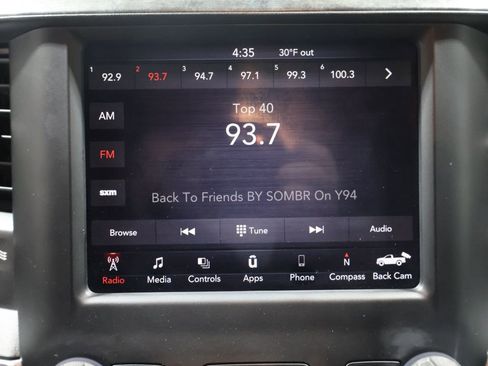 4:35 30°F out
1 92.9 2 93.7 3 94.7 4 97.1 5 99.3 6 100.3
AM
Top 40
93.7
FM
sxm
Back To Friends BY SOMBR On Y94
Browse Tune Audio
Radio Media Controls Apps Phone N Compass Back Cam